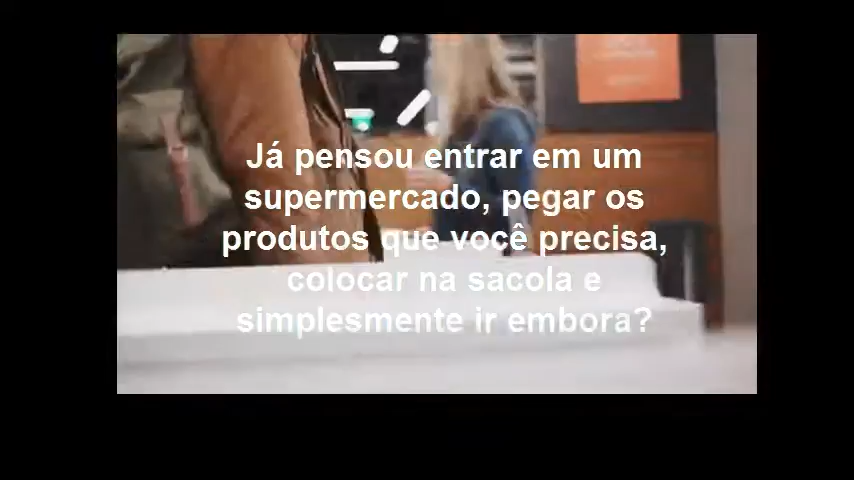 Já pensou entrar em um
supermercado, pegar os
produtos que você precisa,
colocar na sacola e
simplesmente ir embora?